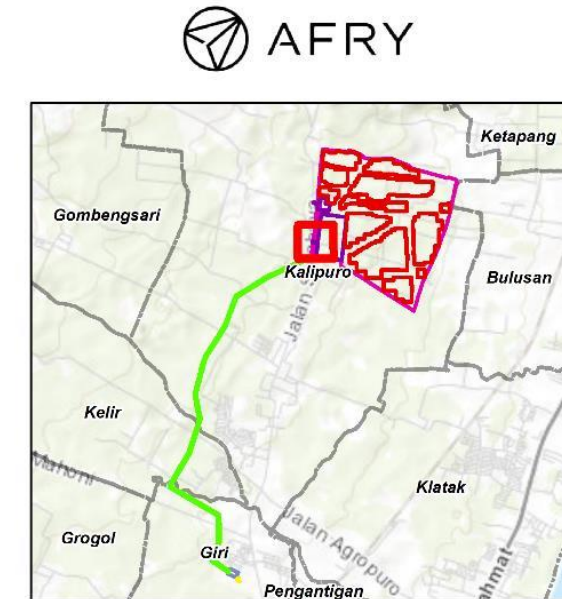 AFRY
Ketapang
Gombengsari
Kalipuro
Bulusan
Jalan
Kelir
Mahoni
Klatak
Grogol
Giri
Jalan Agropuro
Pengantigan